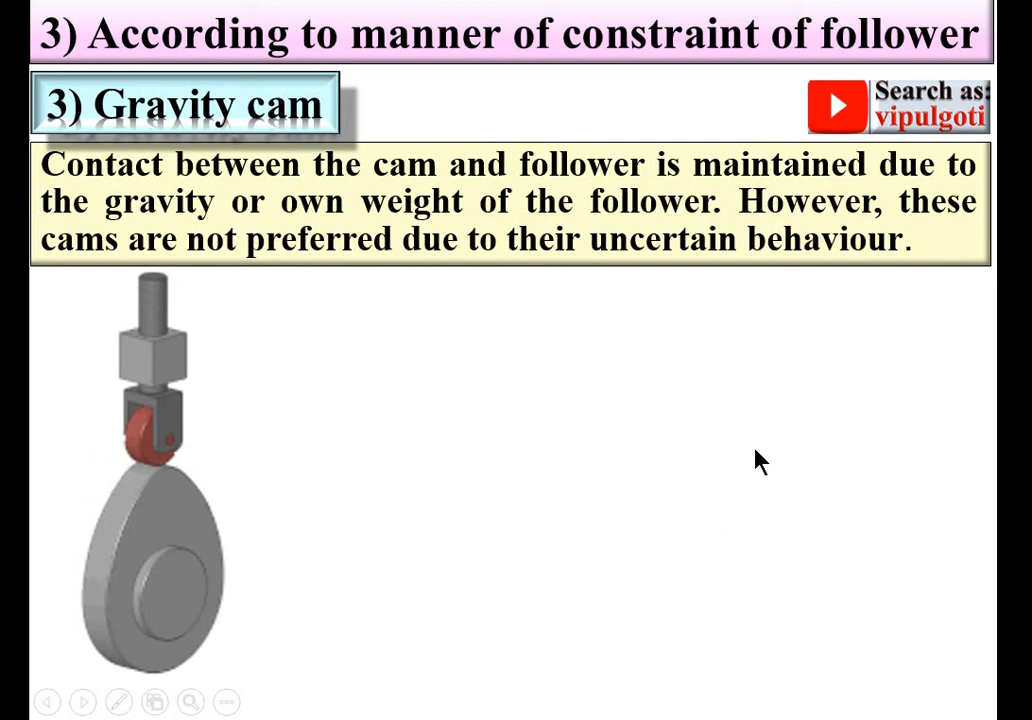 3) According to manner of constraint of follower
3) Gravity cam
Search as:
vipulgoti
Contact between the cam and follower is maintained due to
the gravity or own weight of the follower. However, these
cams are not preferred due to their uncertain behaviour.